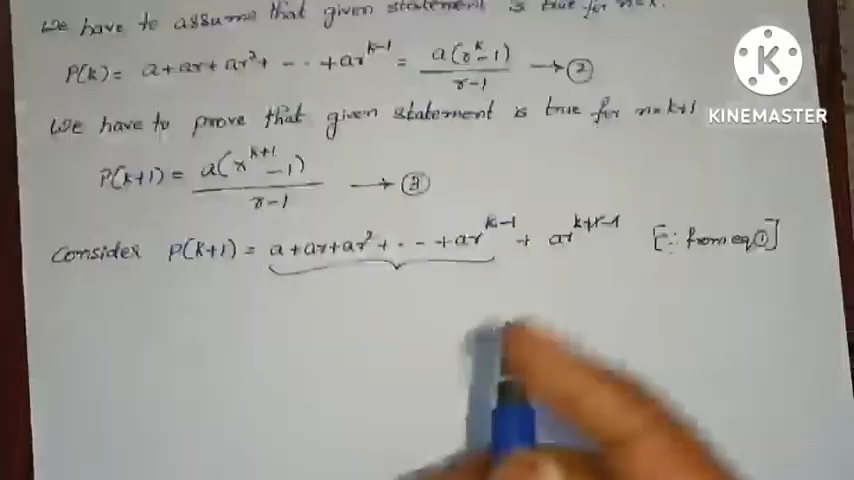 We have to assume that given statement is true for n=k.
P(k) = a + ar + ar² + - - - + ar^{k-1} = a(r^k-1)/r-1 → ②
We have to prove that given statement is true for n=k+1
P(k+1) = a(r^{k+1}-1)/r-1 → ③
Consider P(k+1) = a + ar + ar² + - - - + ar^{k-1} + ar^{k+1-1} [∵ from eq①]
KINEMASTER